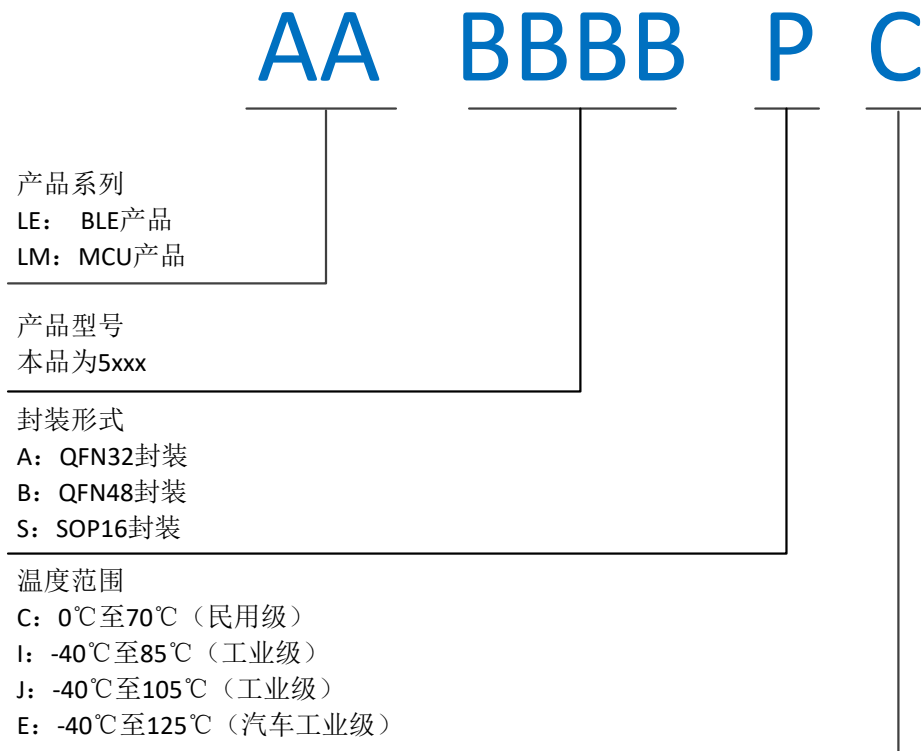 AA BBBB P C
产品系列
LE： BLE产品
LM：MCU产品
产品型号
本品为5xxx
封装形式
A：QFN32封装
B：QFN48封装
S：SOP16封装
温度范围
C：0℃至70℃（民用级）
I：-40℃至85℃（工业级）
J：-40℃至105℃（工业级）
E：-40℃至125℃（汽车工业级）